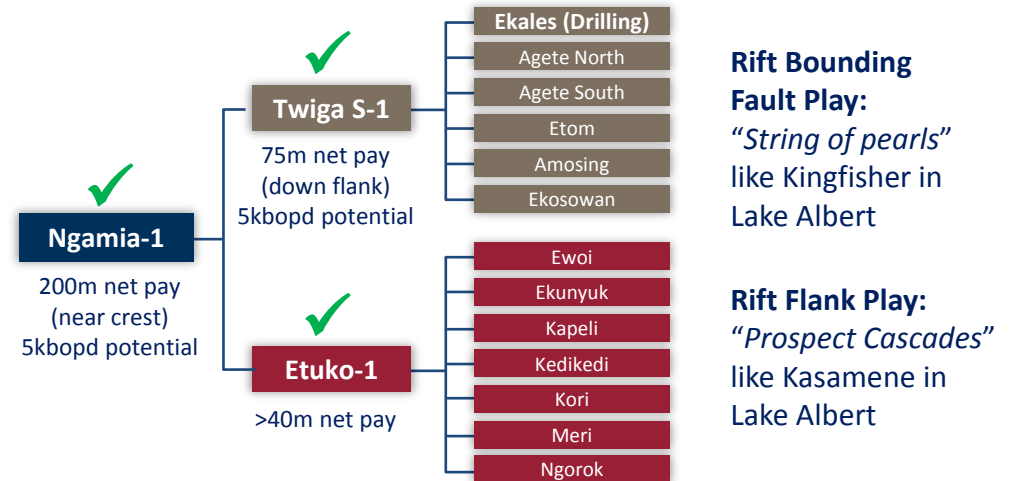 Ngamia-1
200m net pay
(near crest)
5kbopd potential
Twiga S-1
75m net pay
(down flank)
5kbopd potential
Etuko-1
>40m net pay
Ekales (Drilling)
Agete North
Agete South
Etom
Amosing
Ekosowan
Ewoi
Ekunyuk
Kapeli
Kedikedi
Kori
Meri
Ngorok
Rift Bounding
Fault Play:
“String of pearls”
like Kingfisher in
Lake Albert
Rift Flank Play:
“Prospect Cascades”
like Kasamene in
Lake Albert